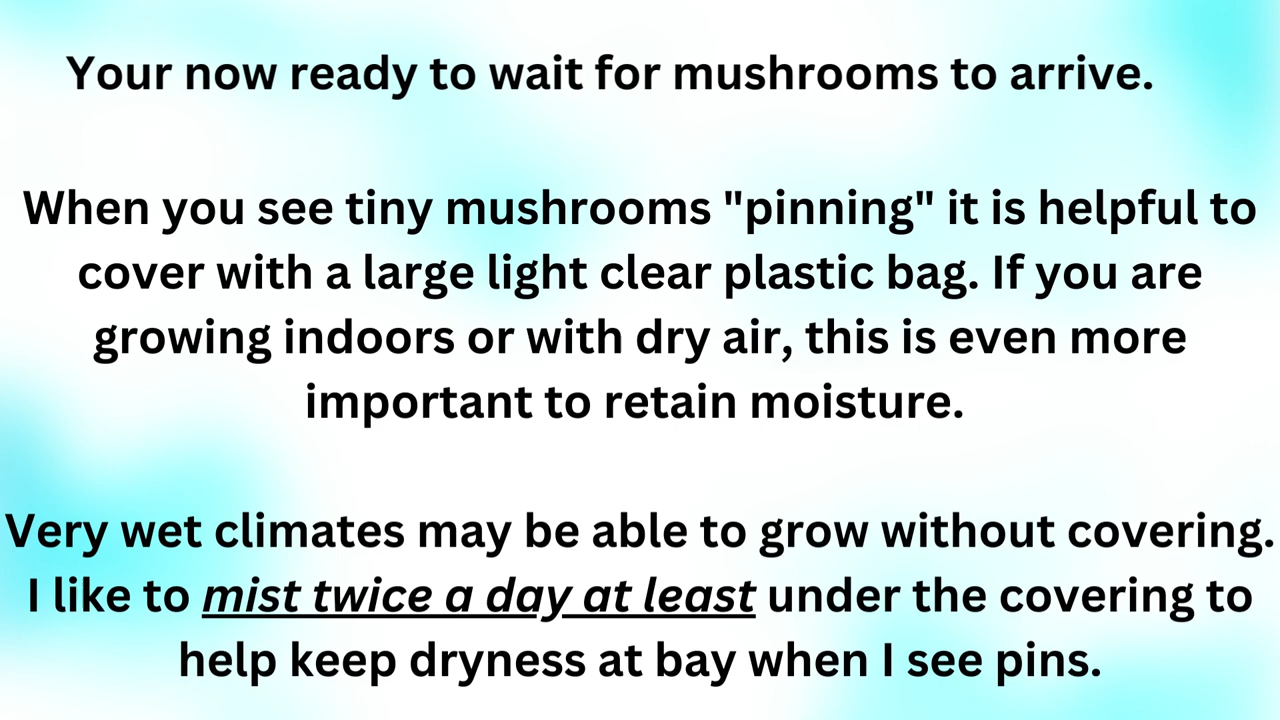 Your now ready to wait for mushrooms to arrive.
When you see tiny mushrooms "pinning" it is helpful to
cover with a large light clear plastic bag. If you are
growing indoors or with dry air, this is even more
important to retain moisture.
Very wet climates may be able to grow without covering.
I like to mist twice a day at least under the covering to
help keep dryness at bay when I see pins.